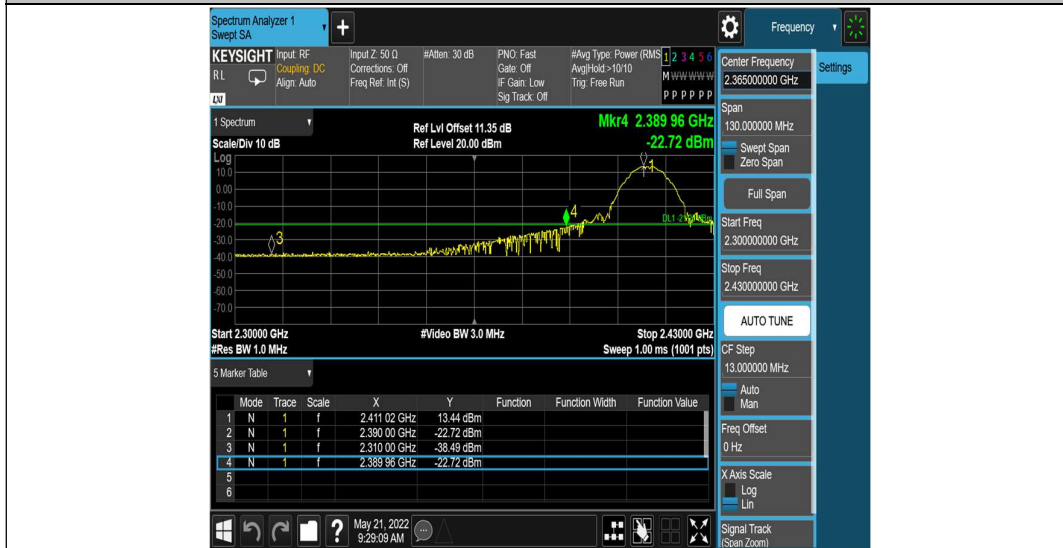 Spectrum Analyzer 1
Swept SA
+
Frequency
KEYSIGHT Input: RF Input Z: 50 Ω #Atten: 30 dB PNO: Fast #Avg Type: Power (RMS 1 2 3 4 5 6
RL Coupling: DC Corrections: Off Gate: Off Avg|Hold:>10/10 M W W W W W
Align: Auto Freq Ref: Int (S) IF Gain: Low Trig: Free Run
LXI Sig Track: Off P P P P P P
1 Spectrum
Ref Lvl Offset 11.35 dB
Mkr4 2.389 96 GHz
Scale/Div 10 dB Ref Level 20.00 dBm -22.72 dBm
Log
10.0
0.00
-10.0
-20.0
-30.0
-40.0
-50.0
-60.0
-70.0
1
4
3
Start 2.30000 GHz #Video BW 3.0 MHz Stop 2.43000 GHz
#Res BW 1.0 MHz Sweep 1.00 ms (1001 pts)
5 Marker Table
Mode Trace Scale X Y Function Function Width Function Value
1 N 1 f 2.411 02 GHz 13.44 dBm
2 N 1 f 2.390 00 GHz -22.72 dBm
3 N 1 f 2.310 00 GHz -38.49 dBm
4 N 1 f 2.389 96 GHz -22.72 dBm
5
6
?
May 21, 2022
9:29:09 AM
Center Frequency
2.365000000 GHz
Settings
Span
130.000000 MHz
Swept Span
Zero Span
Full Span
Start Freq
2.300000000 GHz
Stop Freq
2.430000000 GHz
AUTO TUNE
CF Step
13.000000 MHz
Auto
Man
Freq Offset
0 Hz
X Axis Scale
Log
Lin
Signal Track
(Span Zoom)